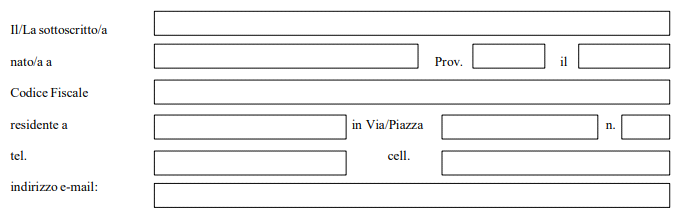 Il/La sottoscritto/a
nato/a a Prov. il
Codice Fiscale
residente a in Via/Piazza n.
tel. cell.
indirizzo e-mail: